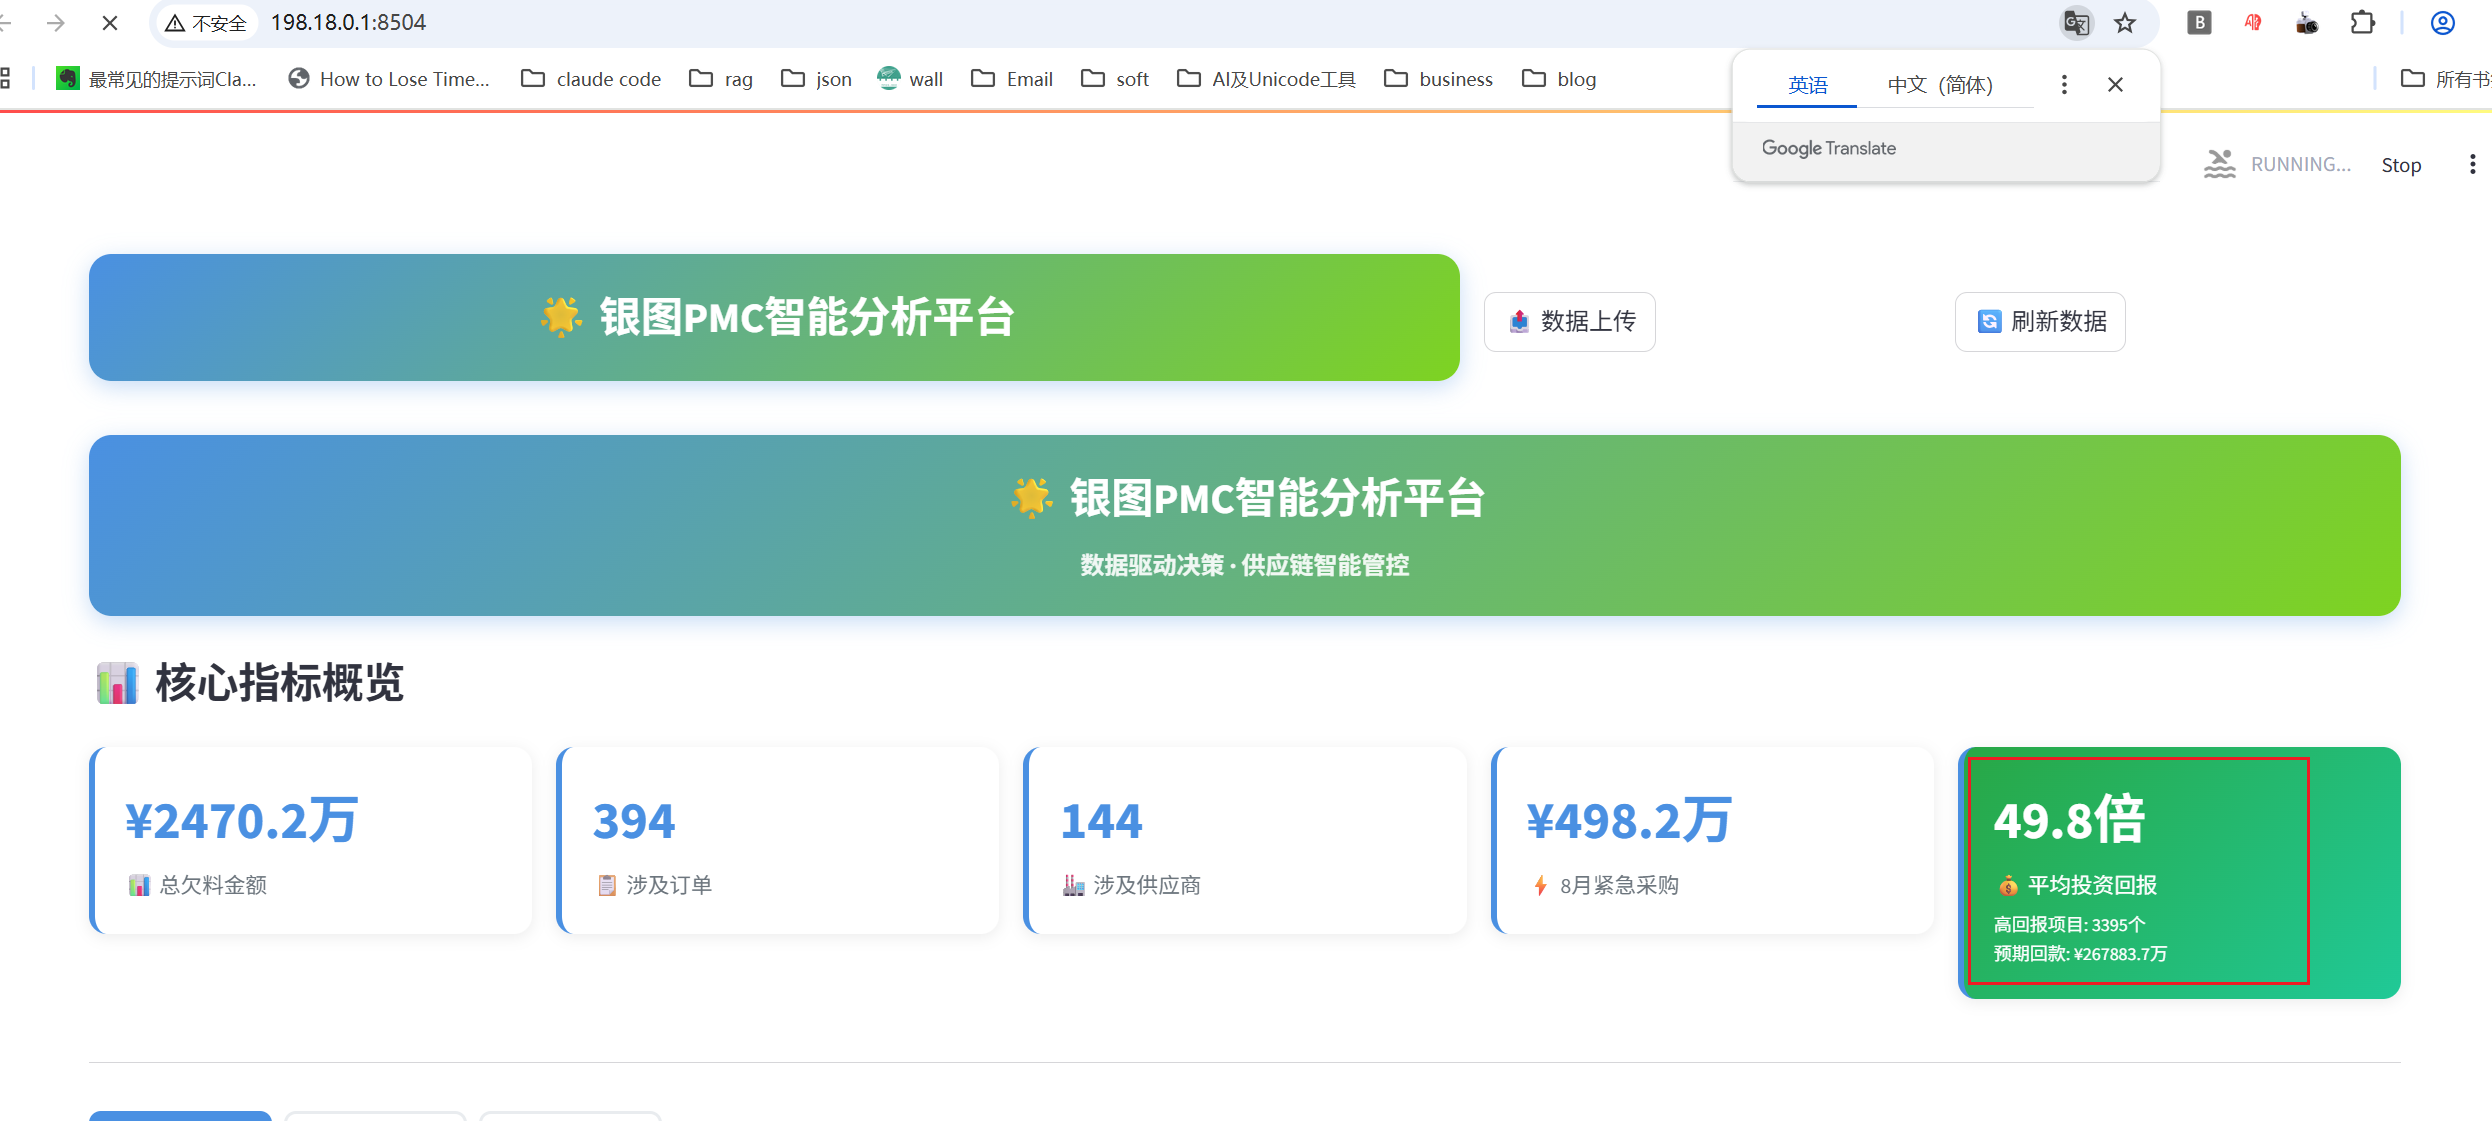 不安全
198.18.0.1:8504
B
最常见的提示词Cla...
How to Lose Time...
claude code
rag
json
wall
Email
soft
AI及Unicode工具
business
blog
英语
中文（简体）
Google Translate
RUNNING...
Stop
银图PMC智能分析平台
数据上传
刷新数据
银图PMC智能分析平台
数据驱动决策·供应链智能管控
核心指标概览
¥2470.2万
总欠料金额
394
涉及订单
144
涉及供应商
¥498.2万
8月紧急采购
49.8倍
平均投资回报
高回报项目: 3395个
预期回款: ¥267883.7万